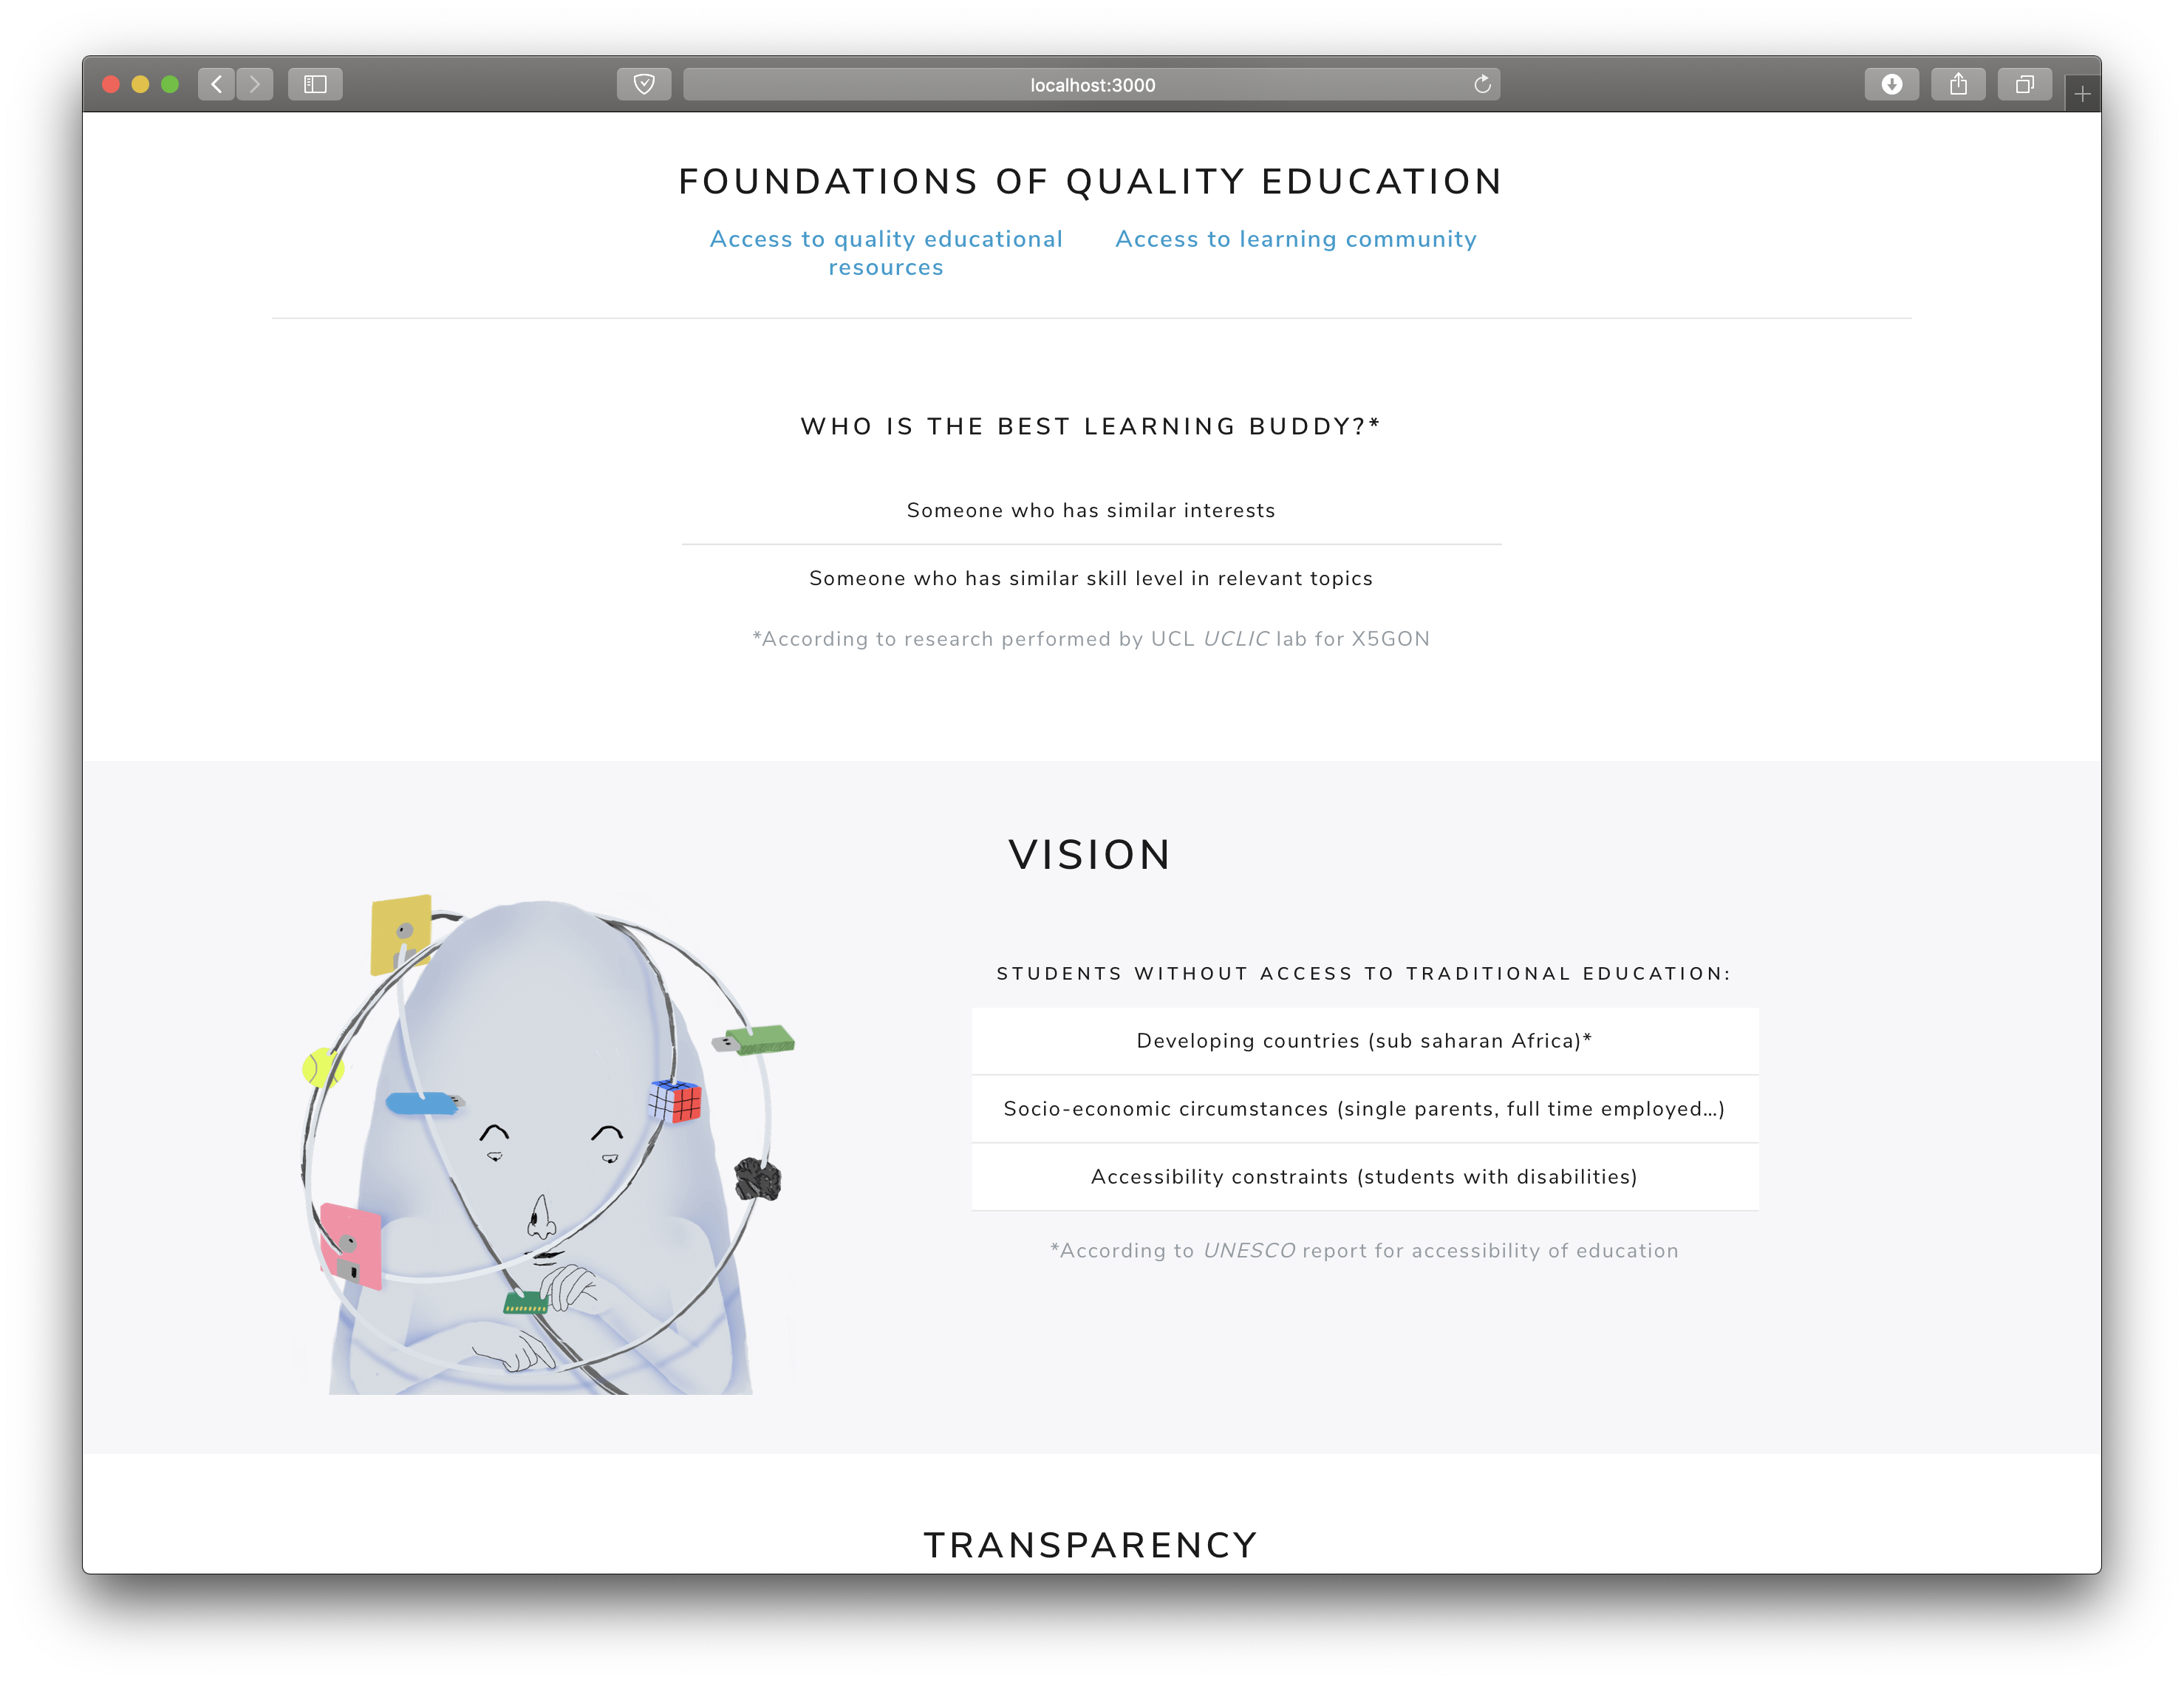 localhost:3000
FOUNDATIONS OF QUALITY EDUCATION
Access to quality educational
resources
Access to learning community
WHO IS THE BEST LEARNING BUDDY?*
Someone who has similar interests
Someone who has similar skill level in relevant topics
*According to research performed by UCL UCLIC lab for X5GON
VISION
STUDENTS WITHOUT ACCESS TO TRADITIONAL EDUCATION:
Developing countries (sub saharan Africa)*
Socio-economic circumstances (single parents, full time employed...)
Accessibility constraints (students with disabilities)
*According to UNESCO report for accessibility of education
TRANSPARENCY